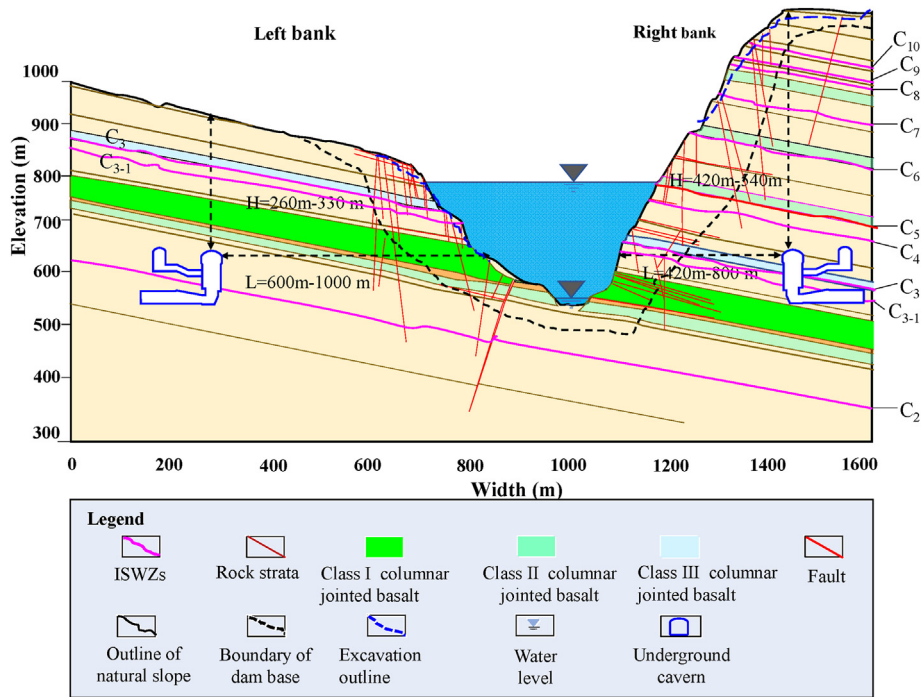 Left bank
Right bank
1000
900
800
700
600
500
400
300
Elevation (m)
C3
C3-1
H=260m-330 m
L=600m-1000 m
H=420m-540m
L=420m-800 m
C10
C9
C8
C7
C6
C5
C4
C3
C3-1
C2
0
200
400
600
800
1000
1200
1400
1600
Width (m)
Legend
ISWZs
Rock strata
Class I columnar
jointed basalt
Class II columnar
jointed basalt
Class III columnar
jointed basalt
Fault
Outline of
natural slope
Boundary of
dam base
Excavation
outline
Water
level
Underground
cavern